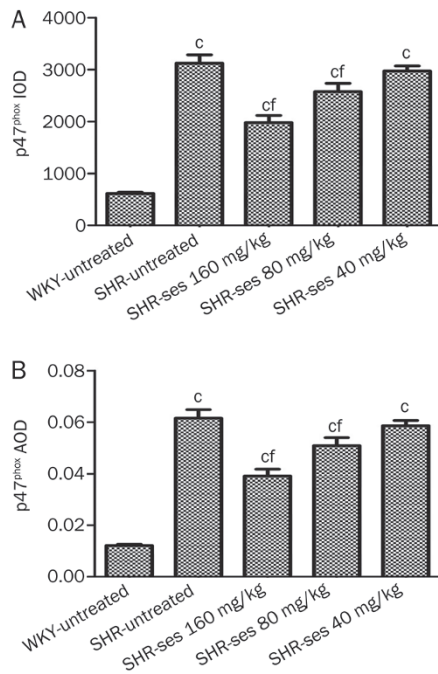 A
p47phox IOD
4000
3000
2000
1000
0
c
cf
cf
c
WKY-untreated
SHR-untreated
SHR-ses 160 mg/kg
SHR-ses 80 mg/kg
SHR-ses 40 mg/kg
B
p47phox AOD
0.08
0.06
0.04
0.02
0.00
c
cf
cf
c
WKY-untreated
SHR-untreated
SHR-ses 160 mg/kg
SHR-ses 80 mg/kg
SHR-ses 40 mg/kg